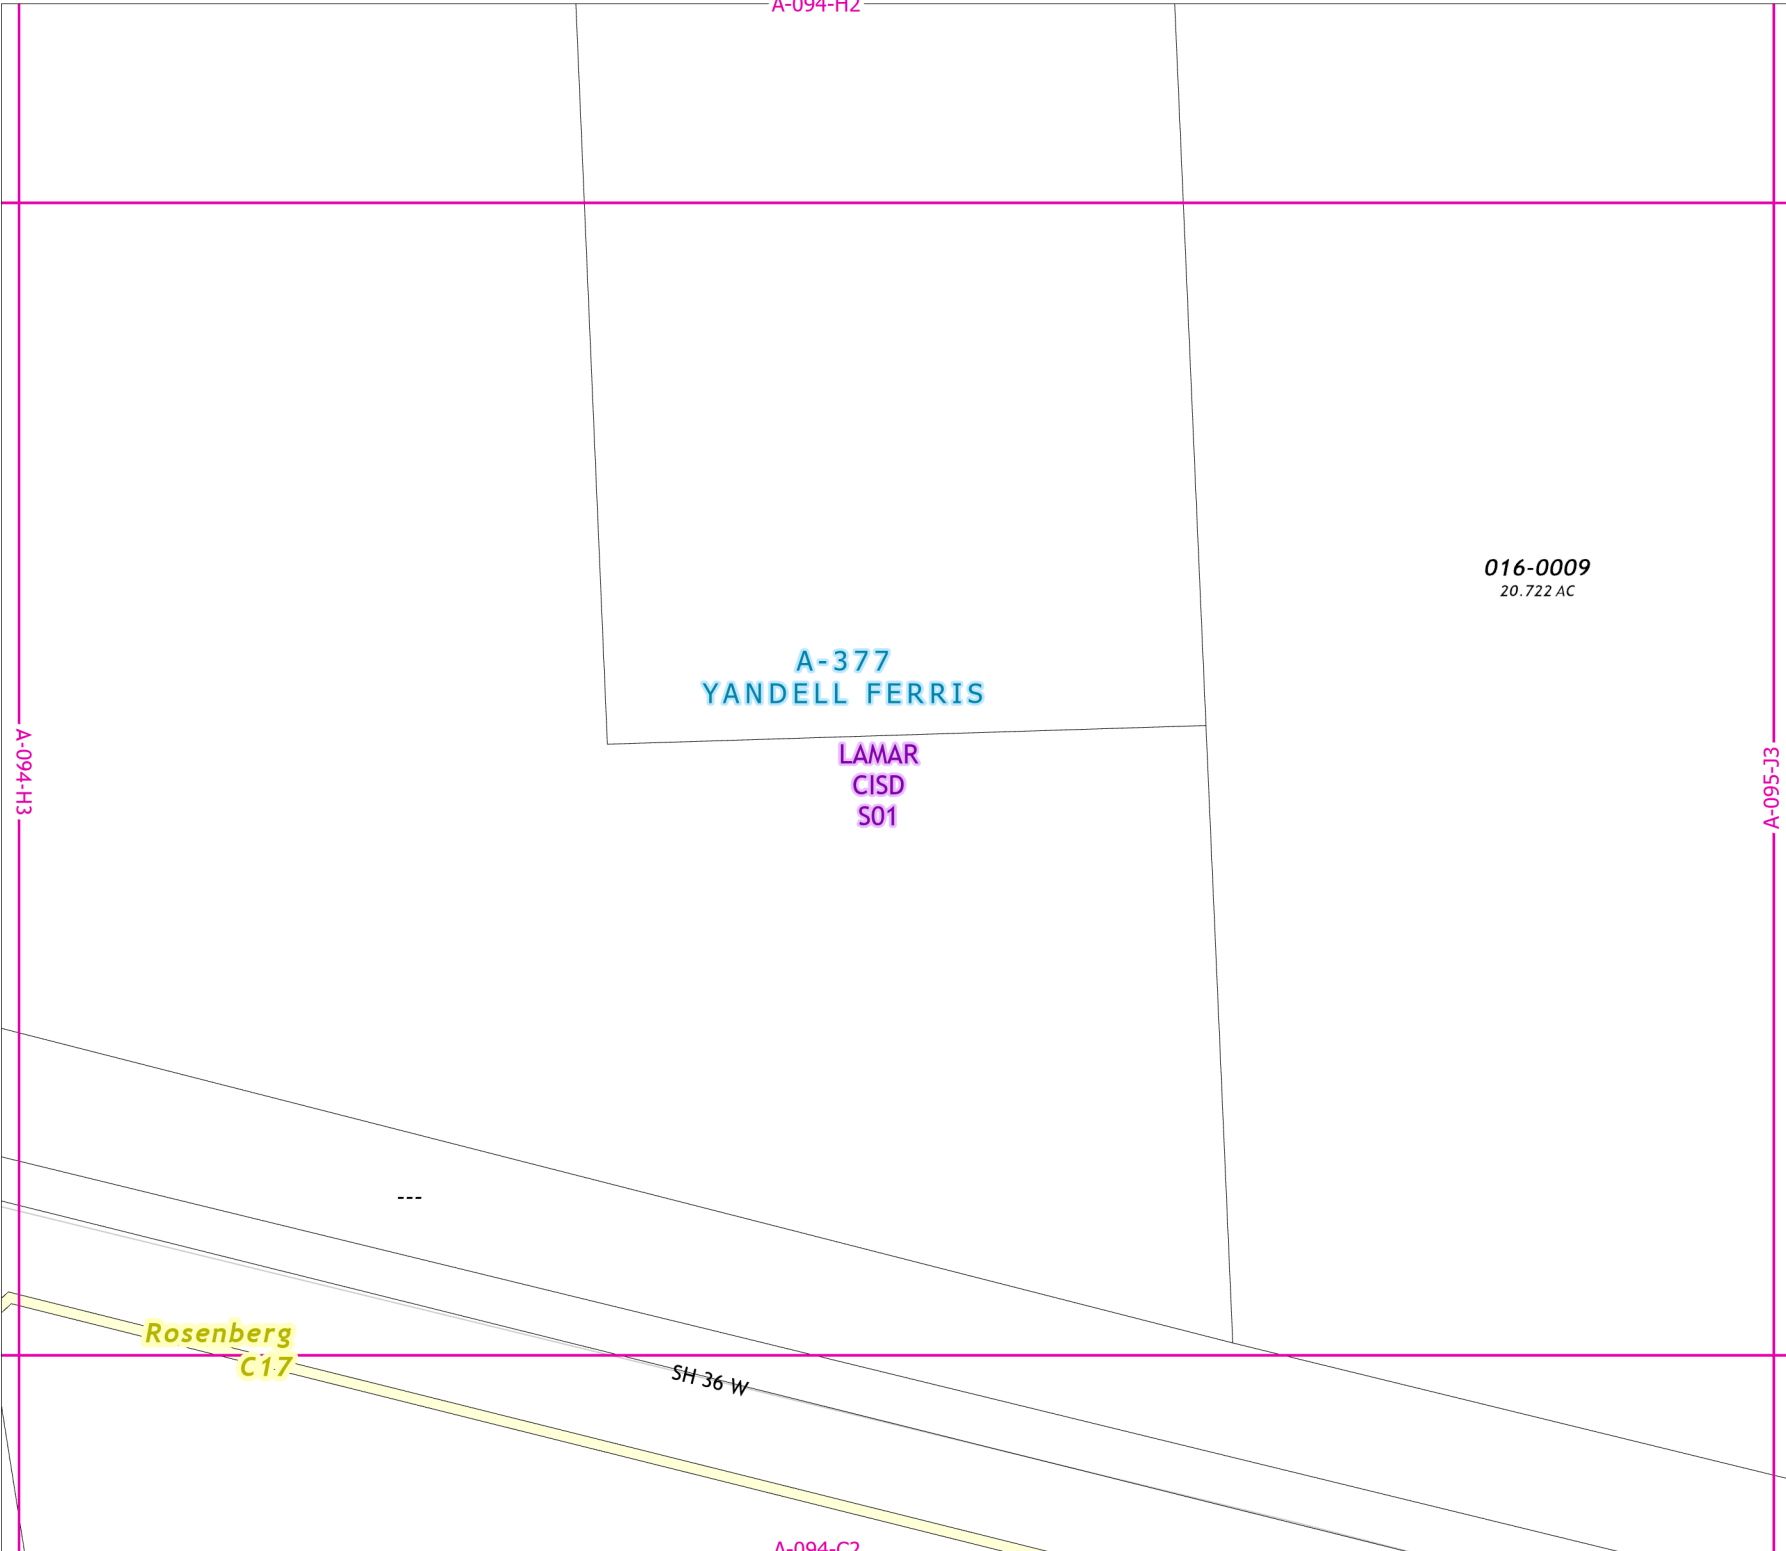 A-094-H2
016-0009
20.722 AC
A-377
YANDELL FERRIS
LAMAR
CISD
S01
A-094-H3
A-095-J3
---
Rosenberg
C17
SH 36 W
A-094-C2